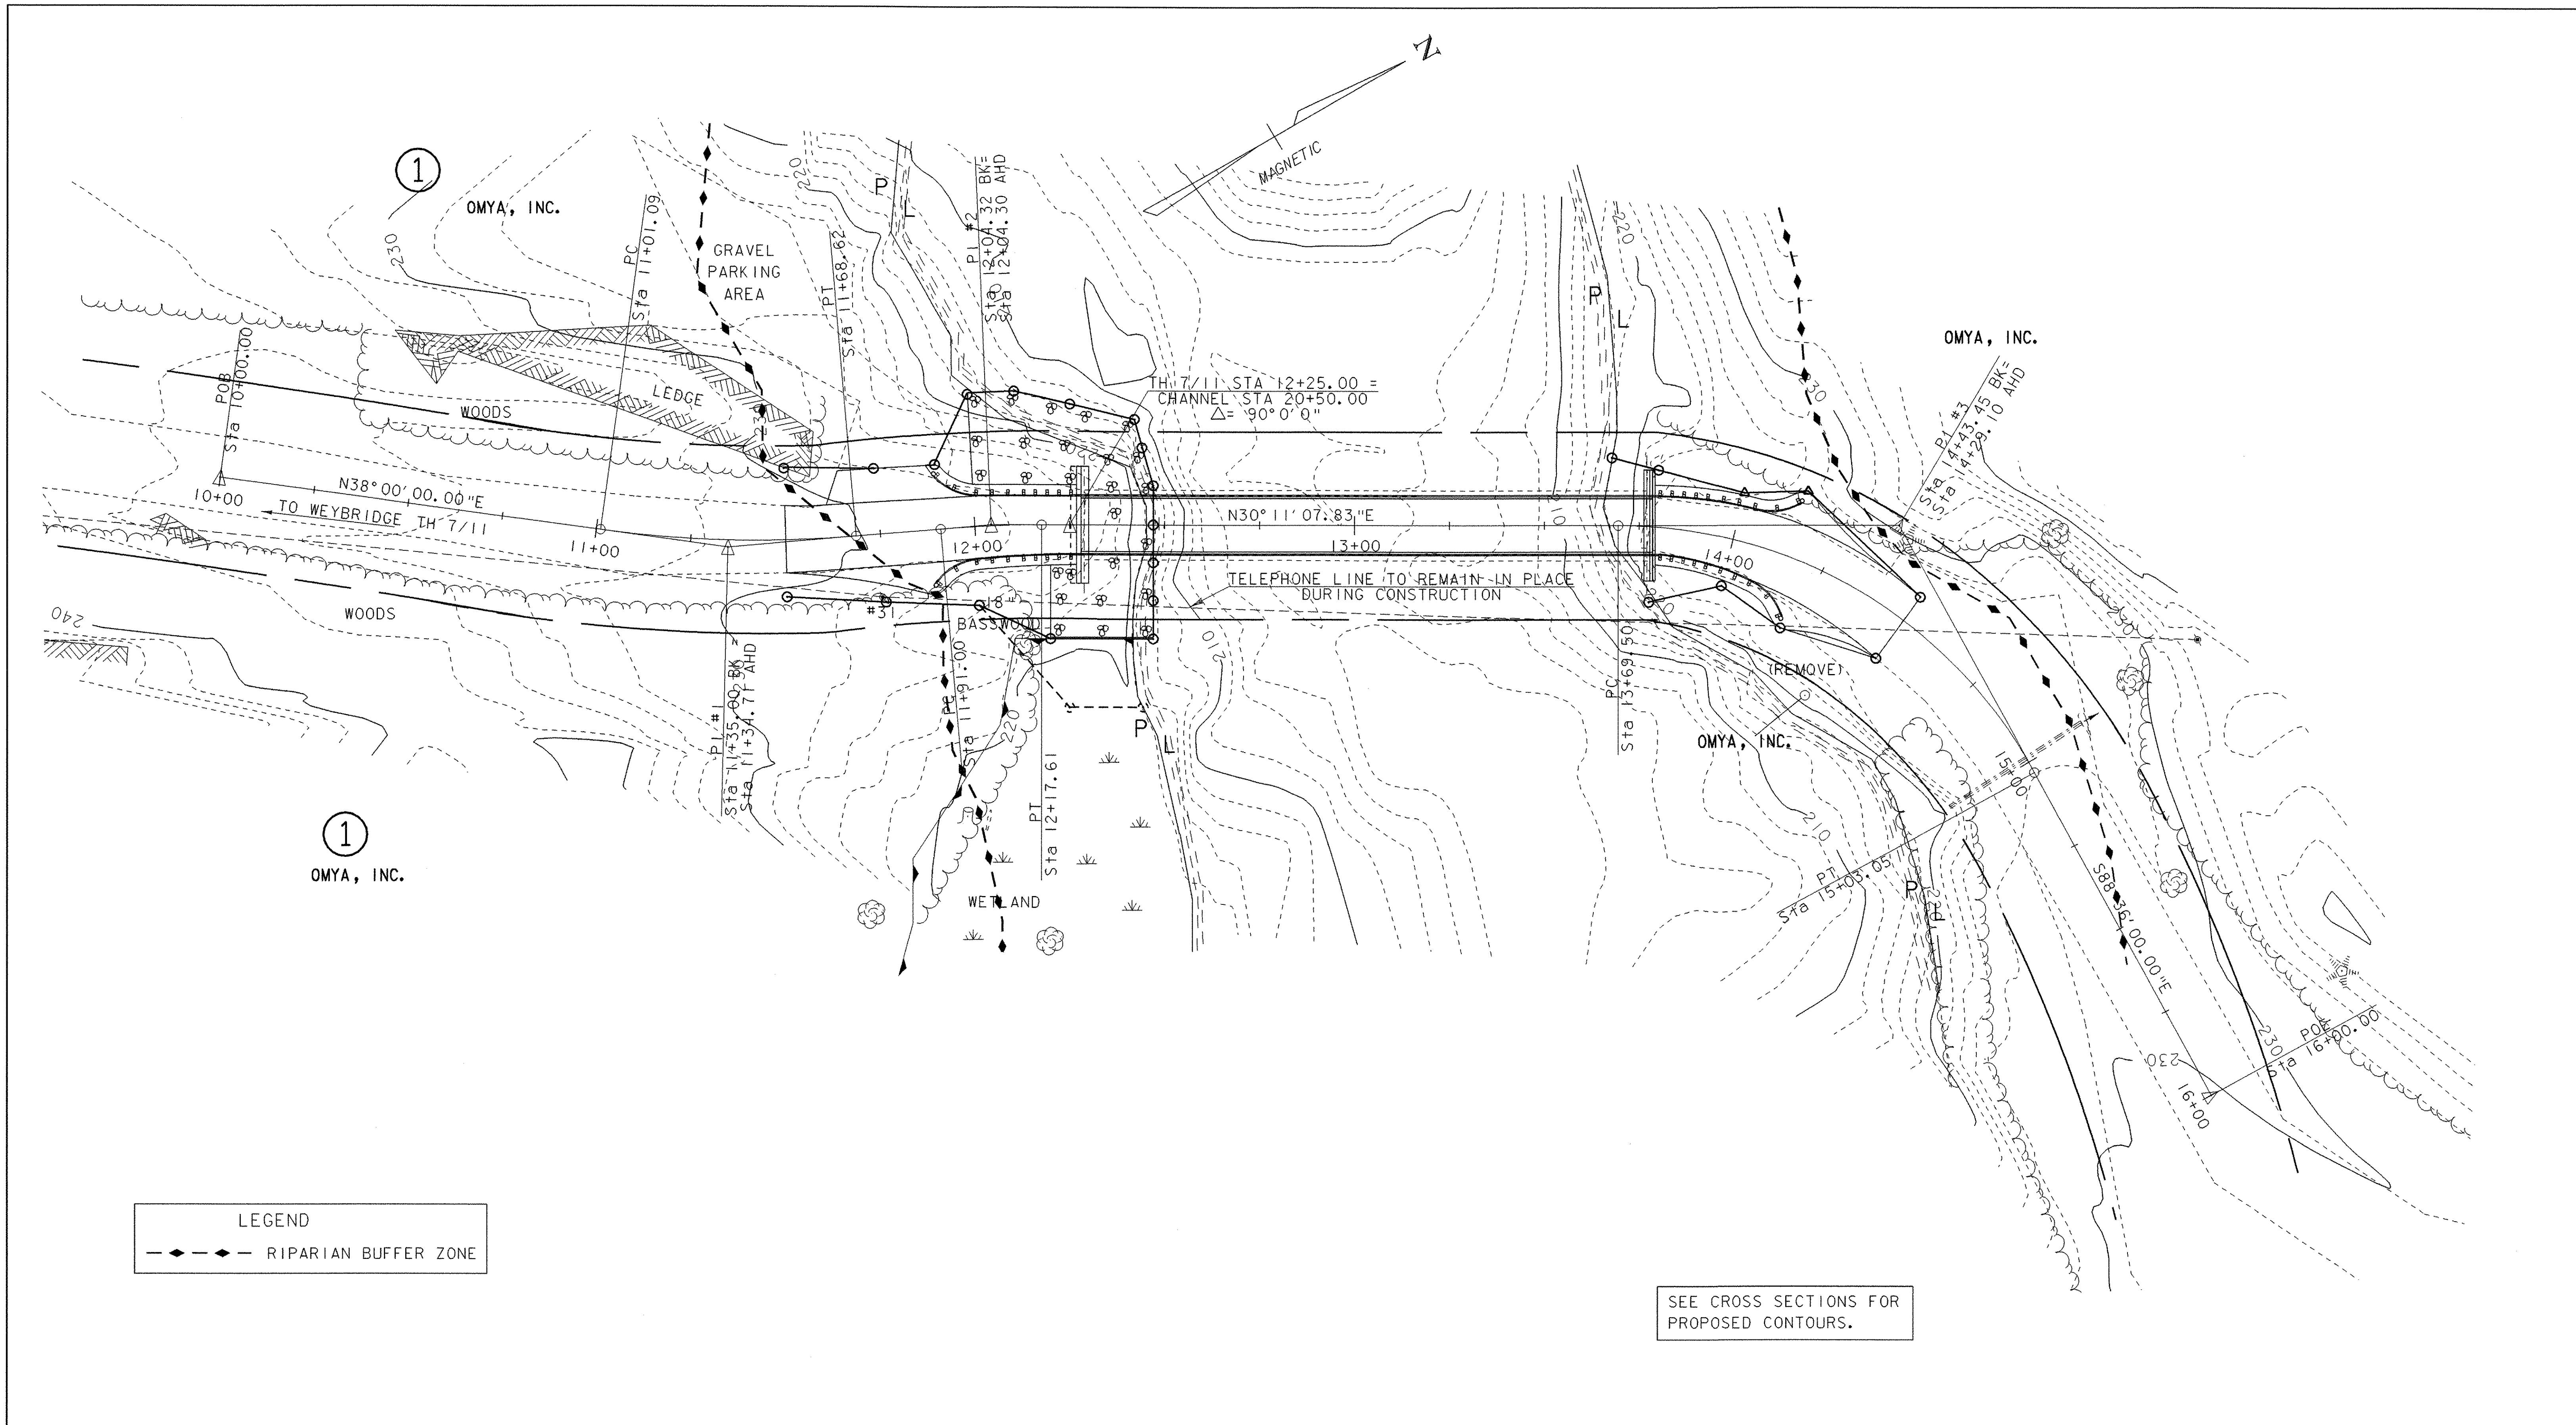 N
MAGNETIC
1
OMYA, INC.
230
220
P
L
PI #2
Sta 12+04.32 BK=
Sta 12+04.30 AHD
PC
Sta 11+01.09
GRAVEL
PARKING
AREA
PT
Sta 11+68.62
220
P
L
OMYA, INC.
230
PI #3
Sta 14+43.45 BK=
Sta 14+29.10 AHD
POB
Sta 10+00.00
LEDGE
WOODS
230
TH 7/11 STA 12+25.00 =
CHANNEL STA 20+50.00
△= 90°0'0"
10+00
N38°00'00.00"E
TO WEYBRIDGE TH 7/11
11+00
12+00
N30°11'07.83"E
13+00
210
14+00
TELEPHONE LINE TO REMAIN IN PLACE
DURING CONSTRUCTION
18"
BASSWOOD
#31
WOODS
240
210
220
230
(REMOVE)
OMYA, INC.
PI #1
Sta 11+35.00 BK =
Sta 11+34.71 AHD
PC
Sta 11+91.00
220
PT
Sta 12+17.61
P
L
PC
Sta 13+69.50
15+00
210
PT
Sta 15+03.05
P
L
220
1
OMYA, INC.
WETLAND
S88°36'00.00"E
230
230
POE
Sta 16+00.00
16+00
LEGEND
RIPARIAN BUFFER ZONE
SEE CROSS SECTIONS FOR
PROPOSED CONTOURS.